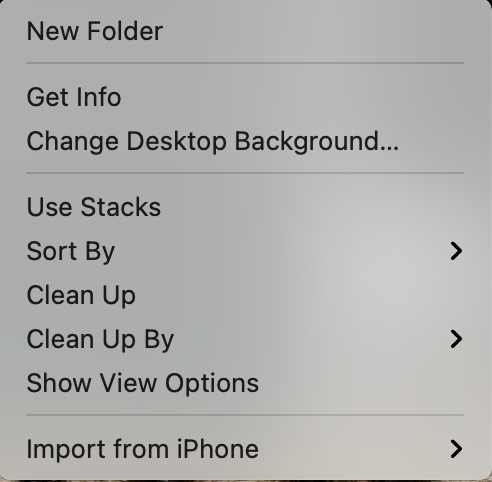 New Folder
Get Info
Change Desktop Background...
Use Stacks
Sort By
Clean Up
Clean Up By
Show View Options
Import from iPhone